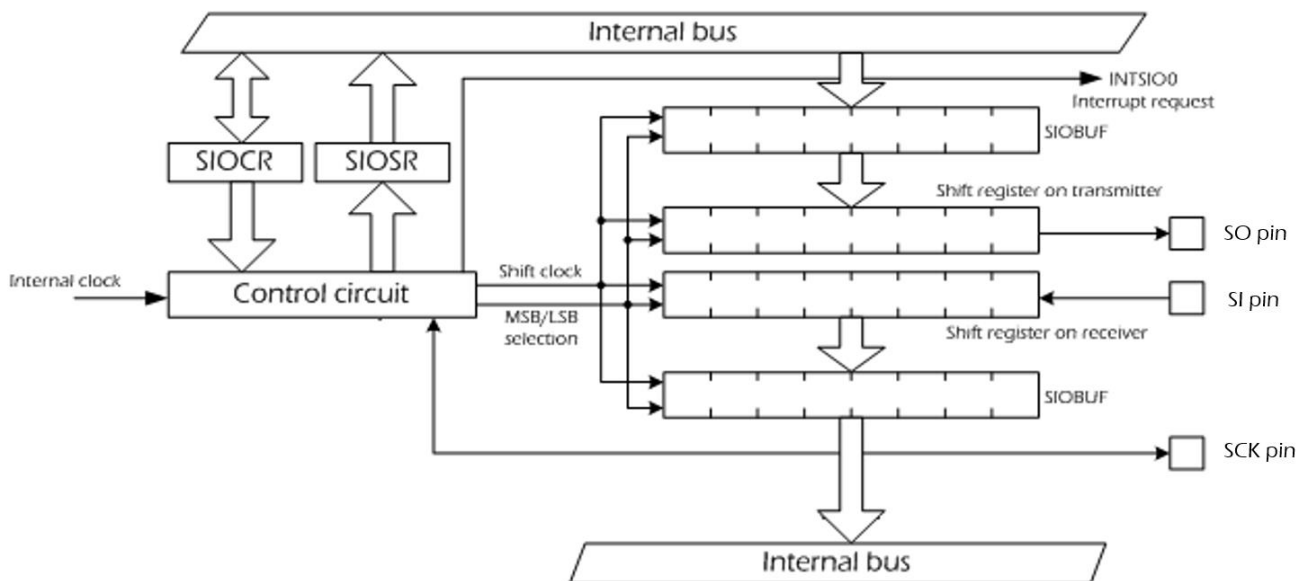 Internal bus
INTSIO0
Interrupt request
SIOBUF
SIOCR
SIOSR
Shift register on transmitter
SO pin
Internal clock
Control circuit
Shift clock
SI pin
MSB/LSB
selection
Shift register on receiver
SIOBUF
SCK pin
Internal bus